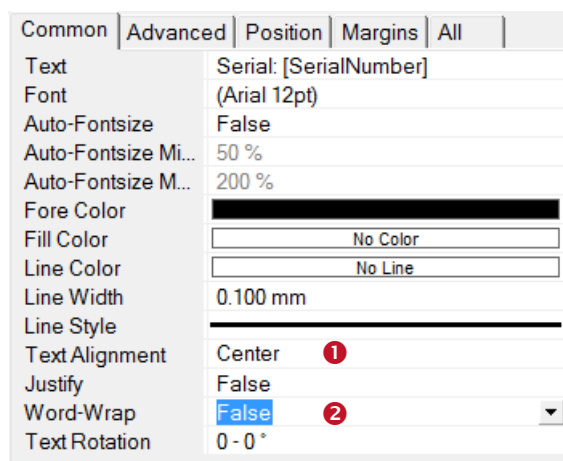 Common Advanced Position Margins All
Text Serial: [SerialNumber]
Font (Arial 12pt)
Auto-Fontsize False
Auto-Fontsize Mi... 50 %
Auto-Fontsize M... 200 %
Fore Color
Fill Color No Color
Line Color No Line
Line Width 0.100 mm
Line Style
Text Alignment Center 1
Justify False
Word-Wrap False 2
Text Rotation 0 - 0 °